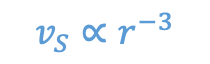 v_S ∝ r^{-3}